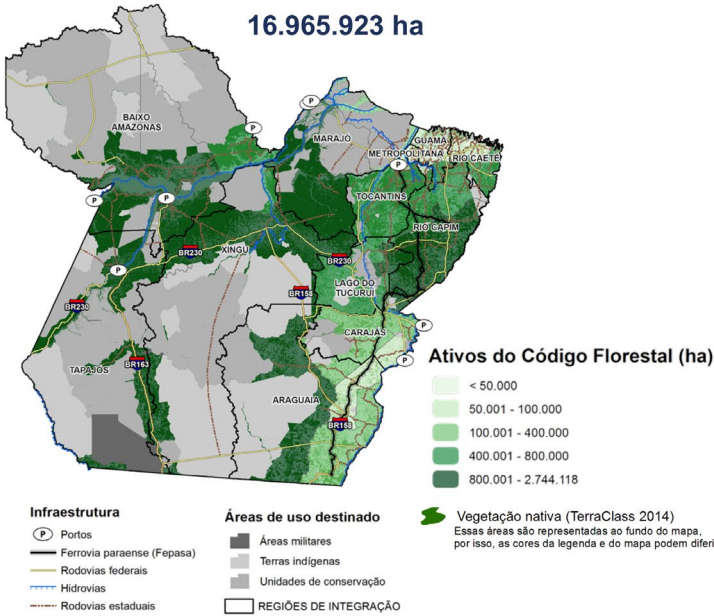 16.965.923 ha
BAIXO
AMAZONAS
P
P
MARAJÓ
GUAMÁ
METROPOLITANA
RIO CAETE
P
P
P
TOCANTINS
RIO CAPIM
XINGU
BR230
BR230
P
LAGO DO
TUCURUÍ
BR158
BR230
CARAJÁS
P
P
TAPAJÓS
BR163
ARAGUAIA
BR158
Ativos do Código Florestal (ha)
< 50.000
50.001 - 100.000
100.001 - 400.000
400.001 - 800.000
800.001 - 2.744.118
Vegetação nativa (TerraClass 2014)
Essas áreas são representadas ao fundo do mapa,
por isso, as cores da legenda e do mapa podem diferi
Infraestrutura
P Portos
Ferrovia paraense (Fepasa)
Rodovias federais
Hidrovias
Rodovias estaduais
Áreas de uso destinado
Áreas militares
Terras indígenas
Unidades de conservação
REGIÕES DE INTEGRAÇÃO